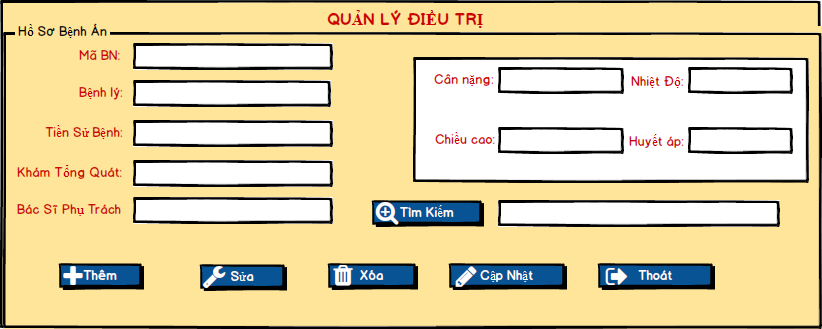 QUẢN LÝ ĐIỀU TRỊ
Hồ Sơ Bệnh Án
Mã BN:
Bệnh lý:
Tiền Sử Bệnh:
Khám Tổng Quát:
Bác Sĩ Phụ Trách
Cân nặng:
Nhiệt Độ:
Chiều cao:
Huyết áp:
Tìm Kiếm
Thêm
Sửa
Xóa
Cập Nhật
Thoát